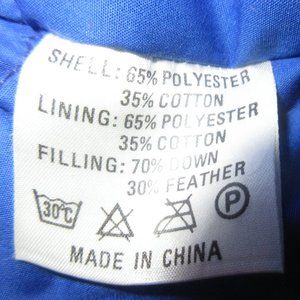 SHELL: 65% POLYESTER
35% COTTON
LINING: 65% POLYESTER
35% COTTON
FILLING: 70% DOWN
30% FEATHER
30°C P
MADE IN CHINA